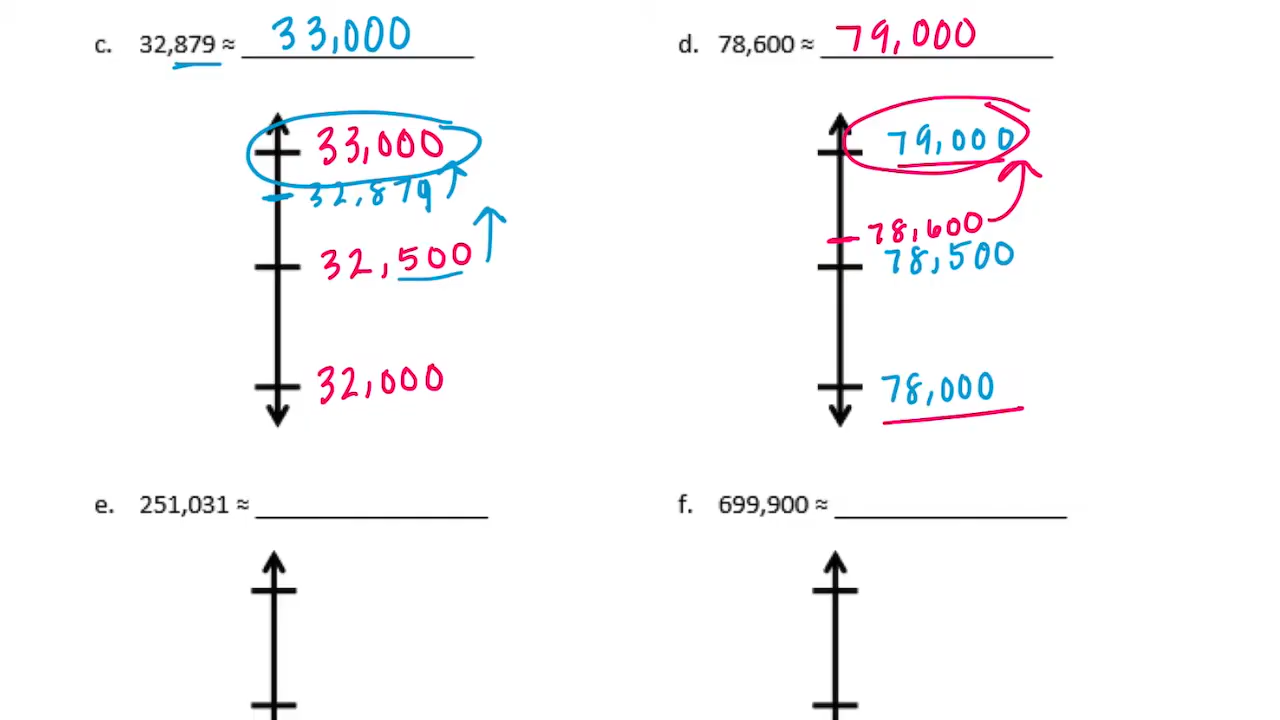 c. 32,879 ≈ 33,000
33,000
32,879
32,500
32,000
d. 78,600 ≈ 79,000
79,000
78,600
78,500
78,000
e. 251,031 ≈
f. 699,900 ≈